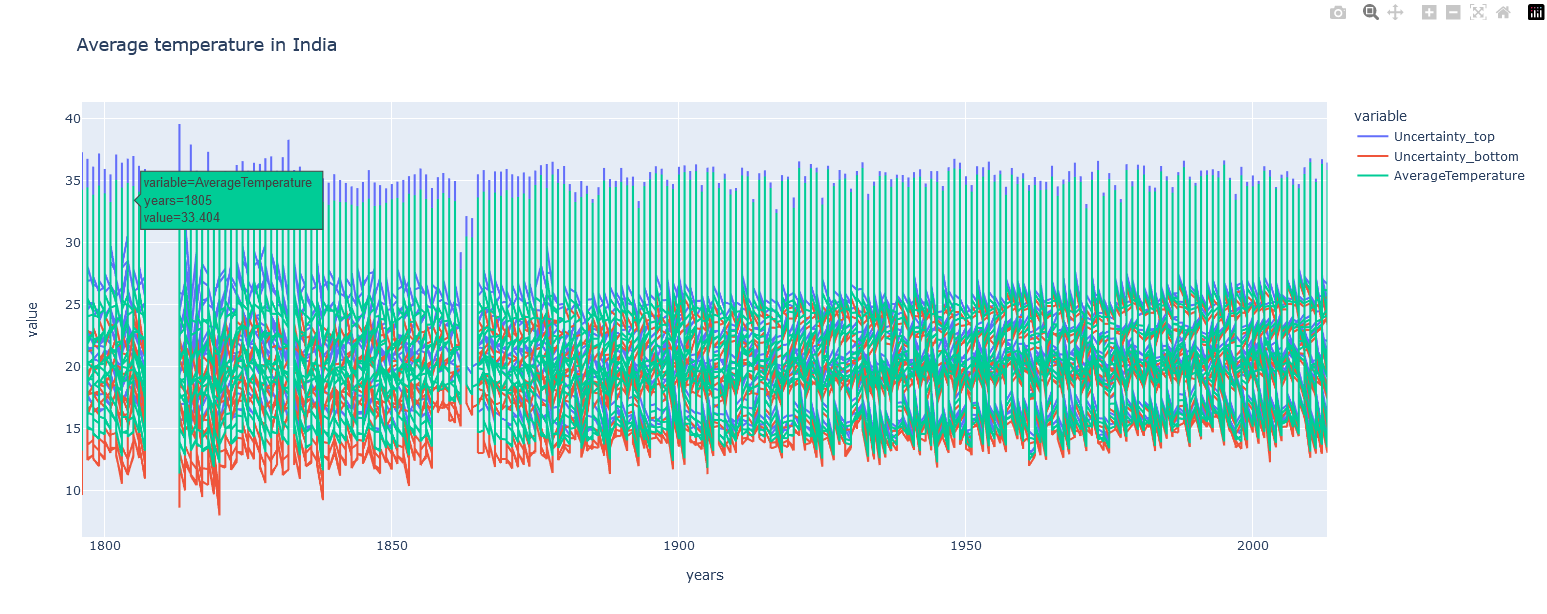 Average temperature in India
variable
Uncertainty_top
Uncertainty_bottom
AverageTemperature
40
35
30
25
20
15
10
value
variable=AverageTemperature
years=1805
value=33.404
1800
1850
1900
1950
2000
years